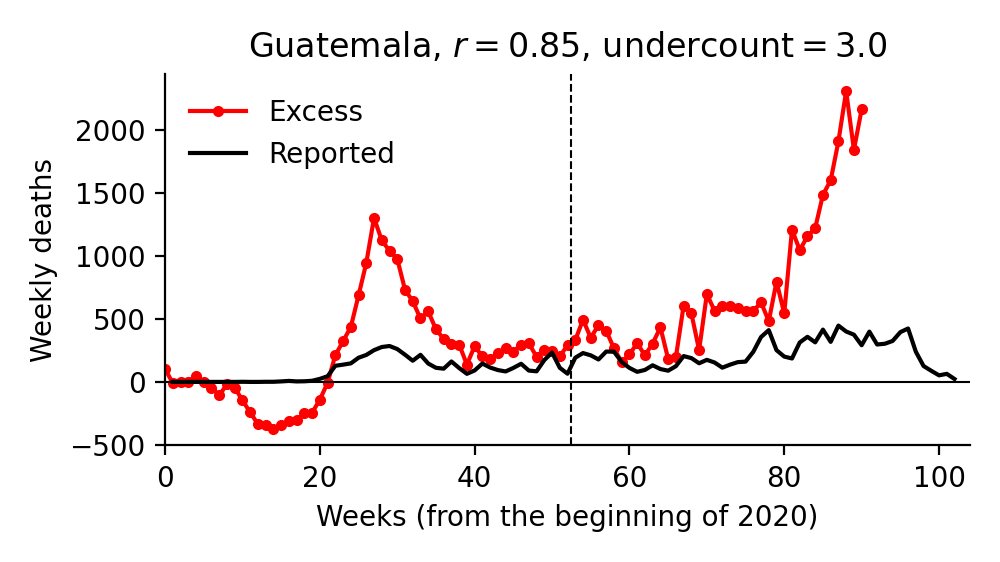 Guatemala, r = 0.85, undercount = 3.0
Excess
Reported
Weekly deaths
2000
1500
1000
500
0
−500
0 20 40 60 80 100
Weeks (from the beginning of 2020)